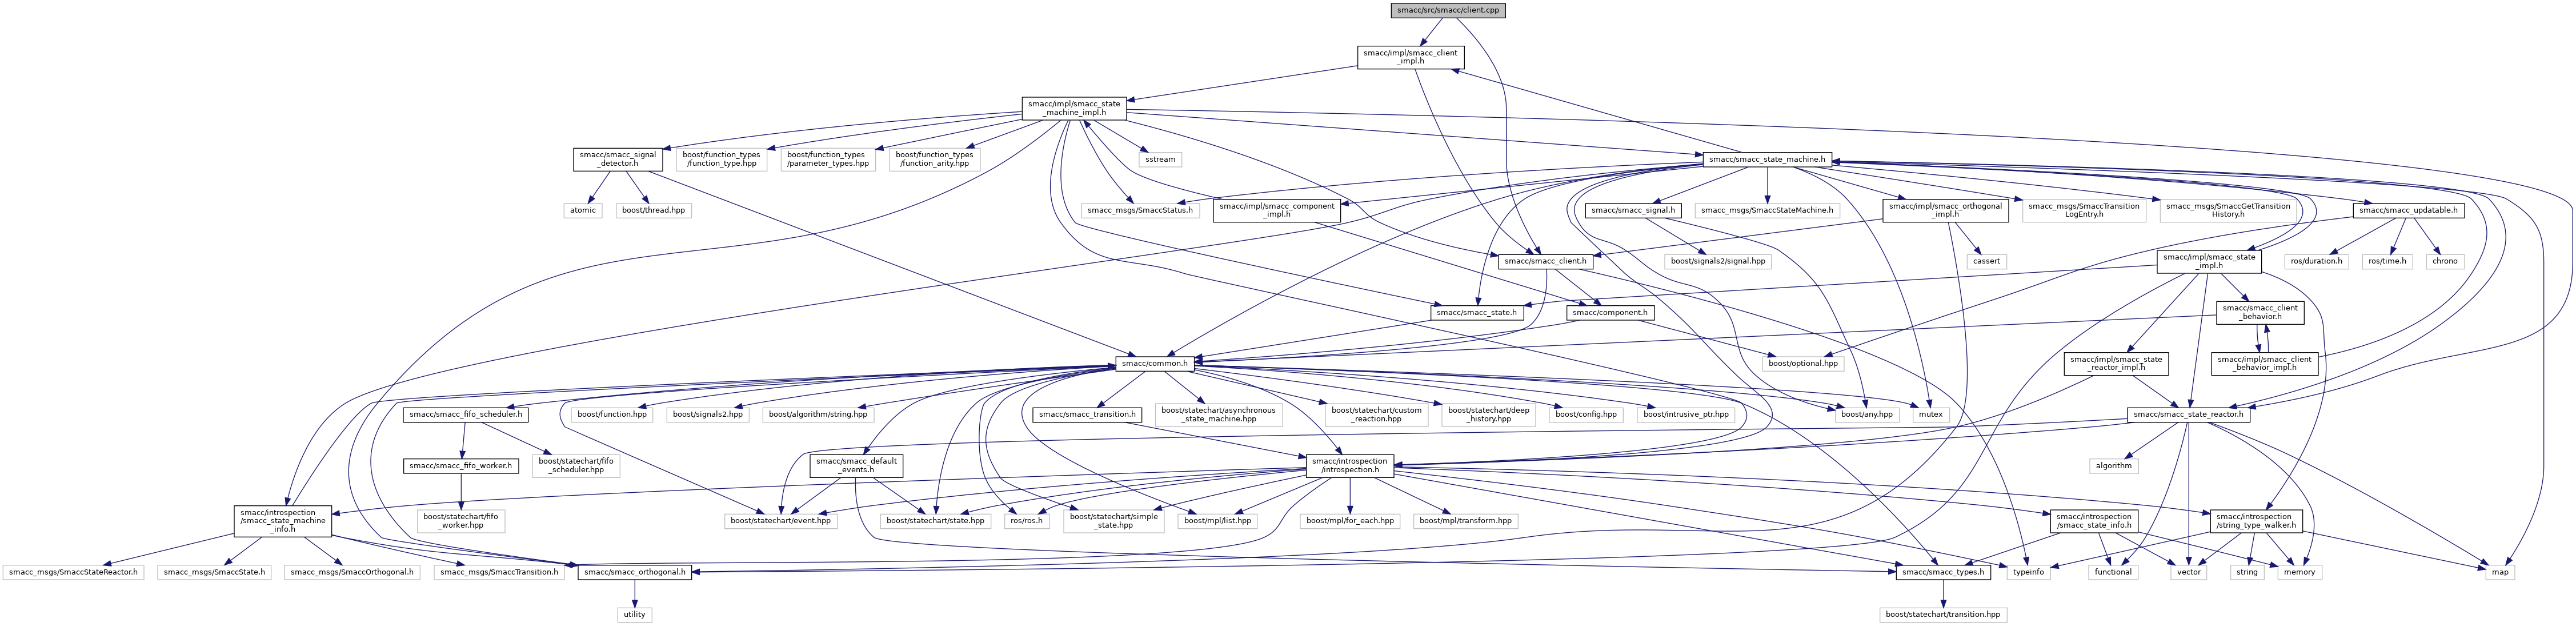 smacc/src/smacc/client.cpp
smacc/impl/smacc_client
_impl.h
smacc/impl/smacc_state
_machine_impl.h
smacc/smacc_signal
_detector.h
boost/function_types
/function_type.hpp
boost/function_types
/parameter_types.hpp
boost/function_types
/function_arity.hpp
sstream
smacc/smacc_state_machine.h
atomic
boost/thread.hpp
smacc_msgs/SmaccStatus.h
smacc/impl/smacc_component
_impl.h
smacc/smacc_signal.h
smacc_msgs/SmaccStateMachine.h
smacc/impl/smacc_orthogonal
_impl.h
smacc_msgs/SmaccTransition
LogEntry.h
smacc_msgs/SmaccGetTransition
History.h
smacc/smacc_updatable.h
smacc/smacc_client.h
boost/signals2/signal.hpp
cassert
smacc/impl/smacc_state
_impl.h
ros/duration.h
ros/time.h
chrono
smacc/smacc_state.h
smacc/component.h
smacc/smacc_client
_behavior.h
smacc/common.h
boost/optional.hpp
smacc/impl/smacc_state
_reactor_impl.h
smacc/impl/smacc_client
_behavior_impl.h
smacc/smacc_fifo_scheduler.h
boost/function.hpp
boost/signals2.hpp
boost/algorithm/string.hpp
smacc/smacc_transition.h
boost/statechart/asynchronous
_state_machine.hpp
boost/statechart/custom
_reaction.hpp
boost/statechart/deep
_history.hpp
boost/config.hpp
boost/intrusive_ptr.hpp
boost/any.hpp
mutex
smacc/smacc_state_reactor.h
smacc/smacc_fifo_worker.h
boost/statechart/fifo
_scheduler.hpp
smacc/smacc_default
_events.h
smacc/introspection
/introspection.h
algorithm
smacc/introspection
/smacc_state_machine
_info.h
boost/statechart/fifo
_worker.hpp
boost/statechart/event.hpp
boost/statechart/state.hpp
ros/ros.h
boost/statechart/simple
_state.hpp
boost/mpl/list.hpp
boost/mpl/for_each.hpp
boost/mpl/transform.hpp
smacc/introspection
/smacc_state_info.h
smacc/introspection
/string_type_walker.h
smacc_msgs/SmaccStateReactor.h
smacc_msgs/SmaccState.h
smacc_msgs/SmaccOrthogonal.h
smacc_msgs/SmaccTransition.h
smacc/smacc_orthogonal.h
smacc/smacc_types.h
typeinfo
functional
vector
string
memory
map
utility
boost/statechart/transition.hpp